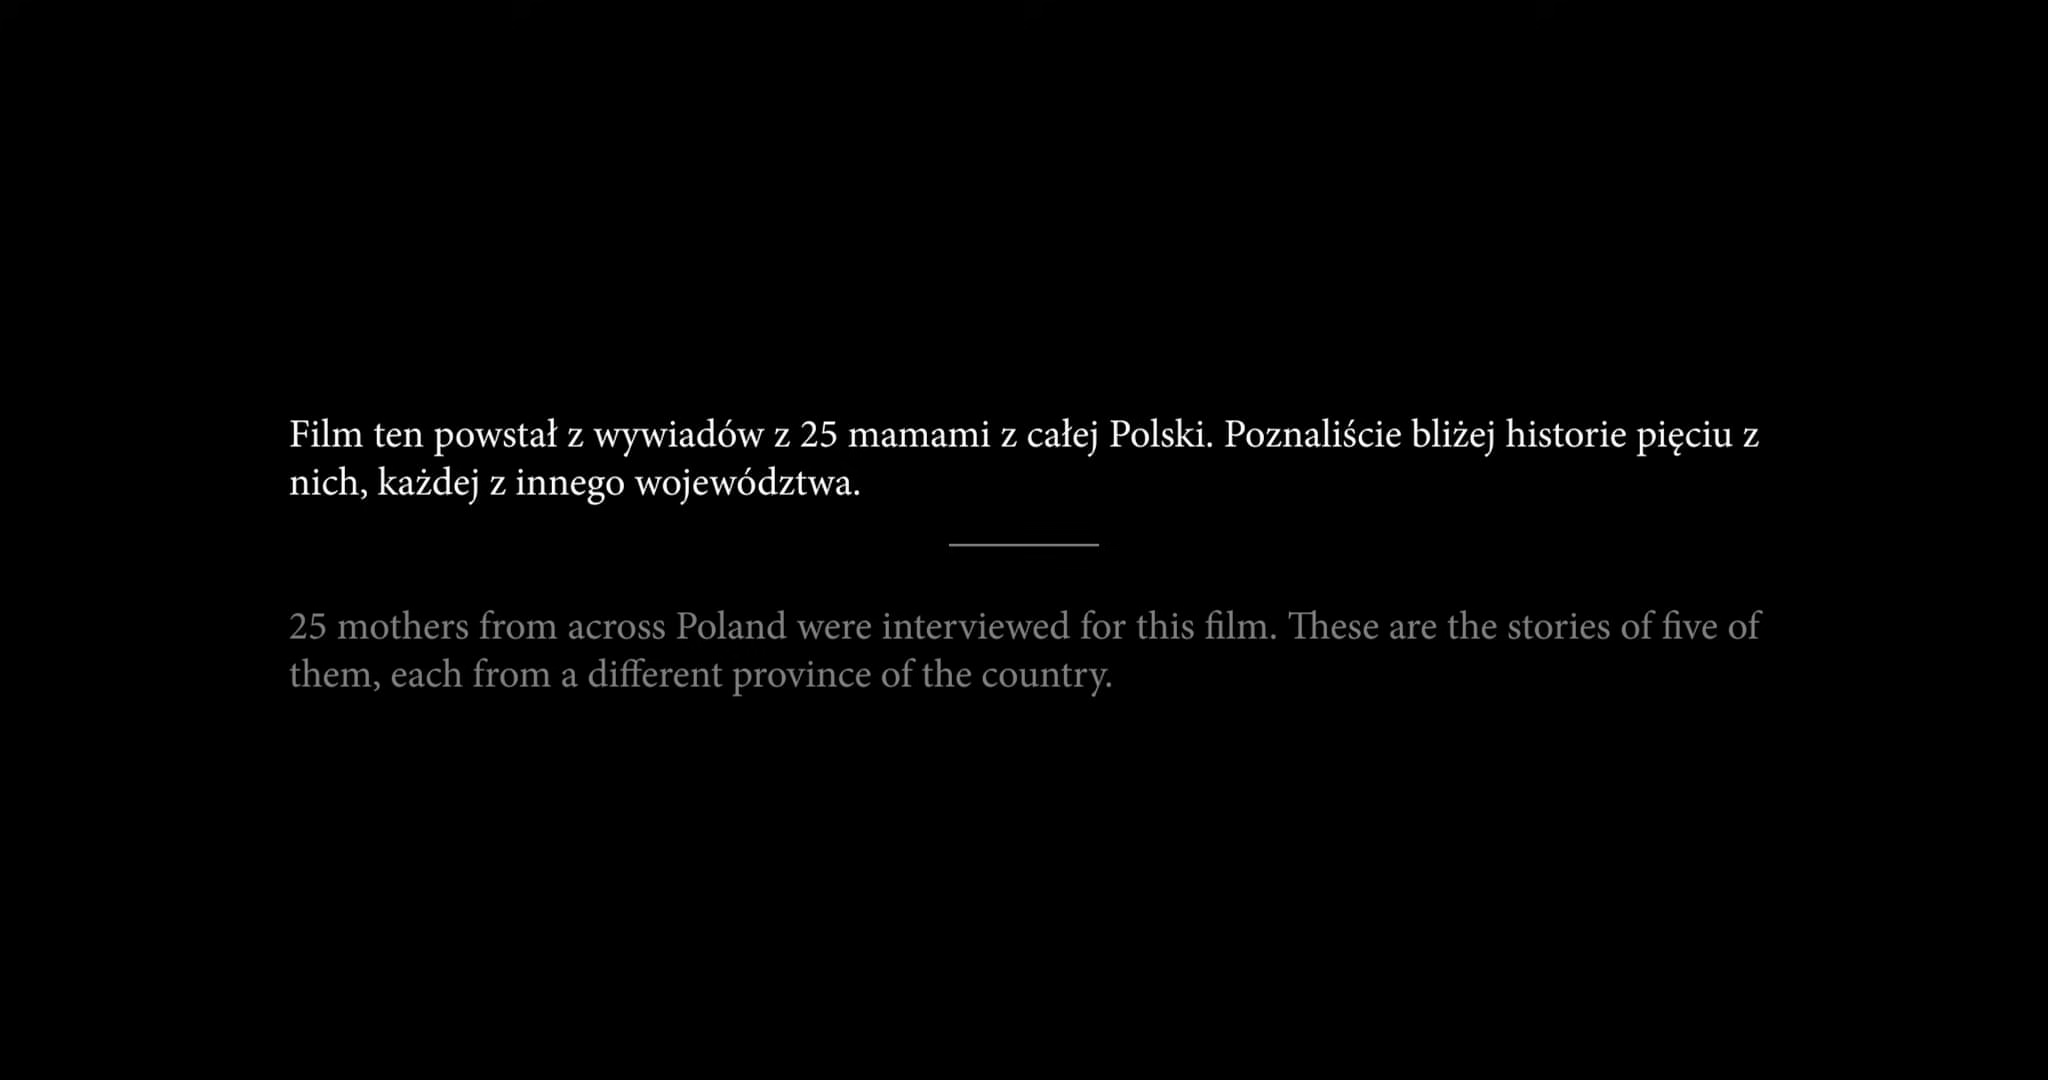 Film ten powstał z wywiadów z 25 mamami z całej Polski. Poznaliście bliżej historie pięciu z
nich, każdej z innego województwa.
25 mothers from across Poland were interviewed for this film. These are the stories of five of
them, each from a different province of the country.